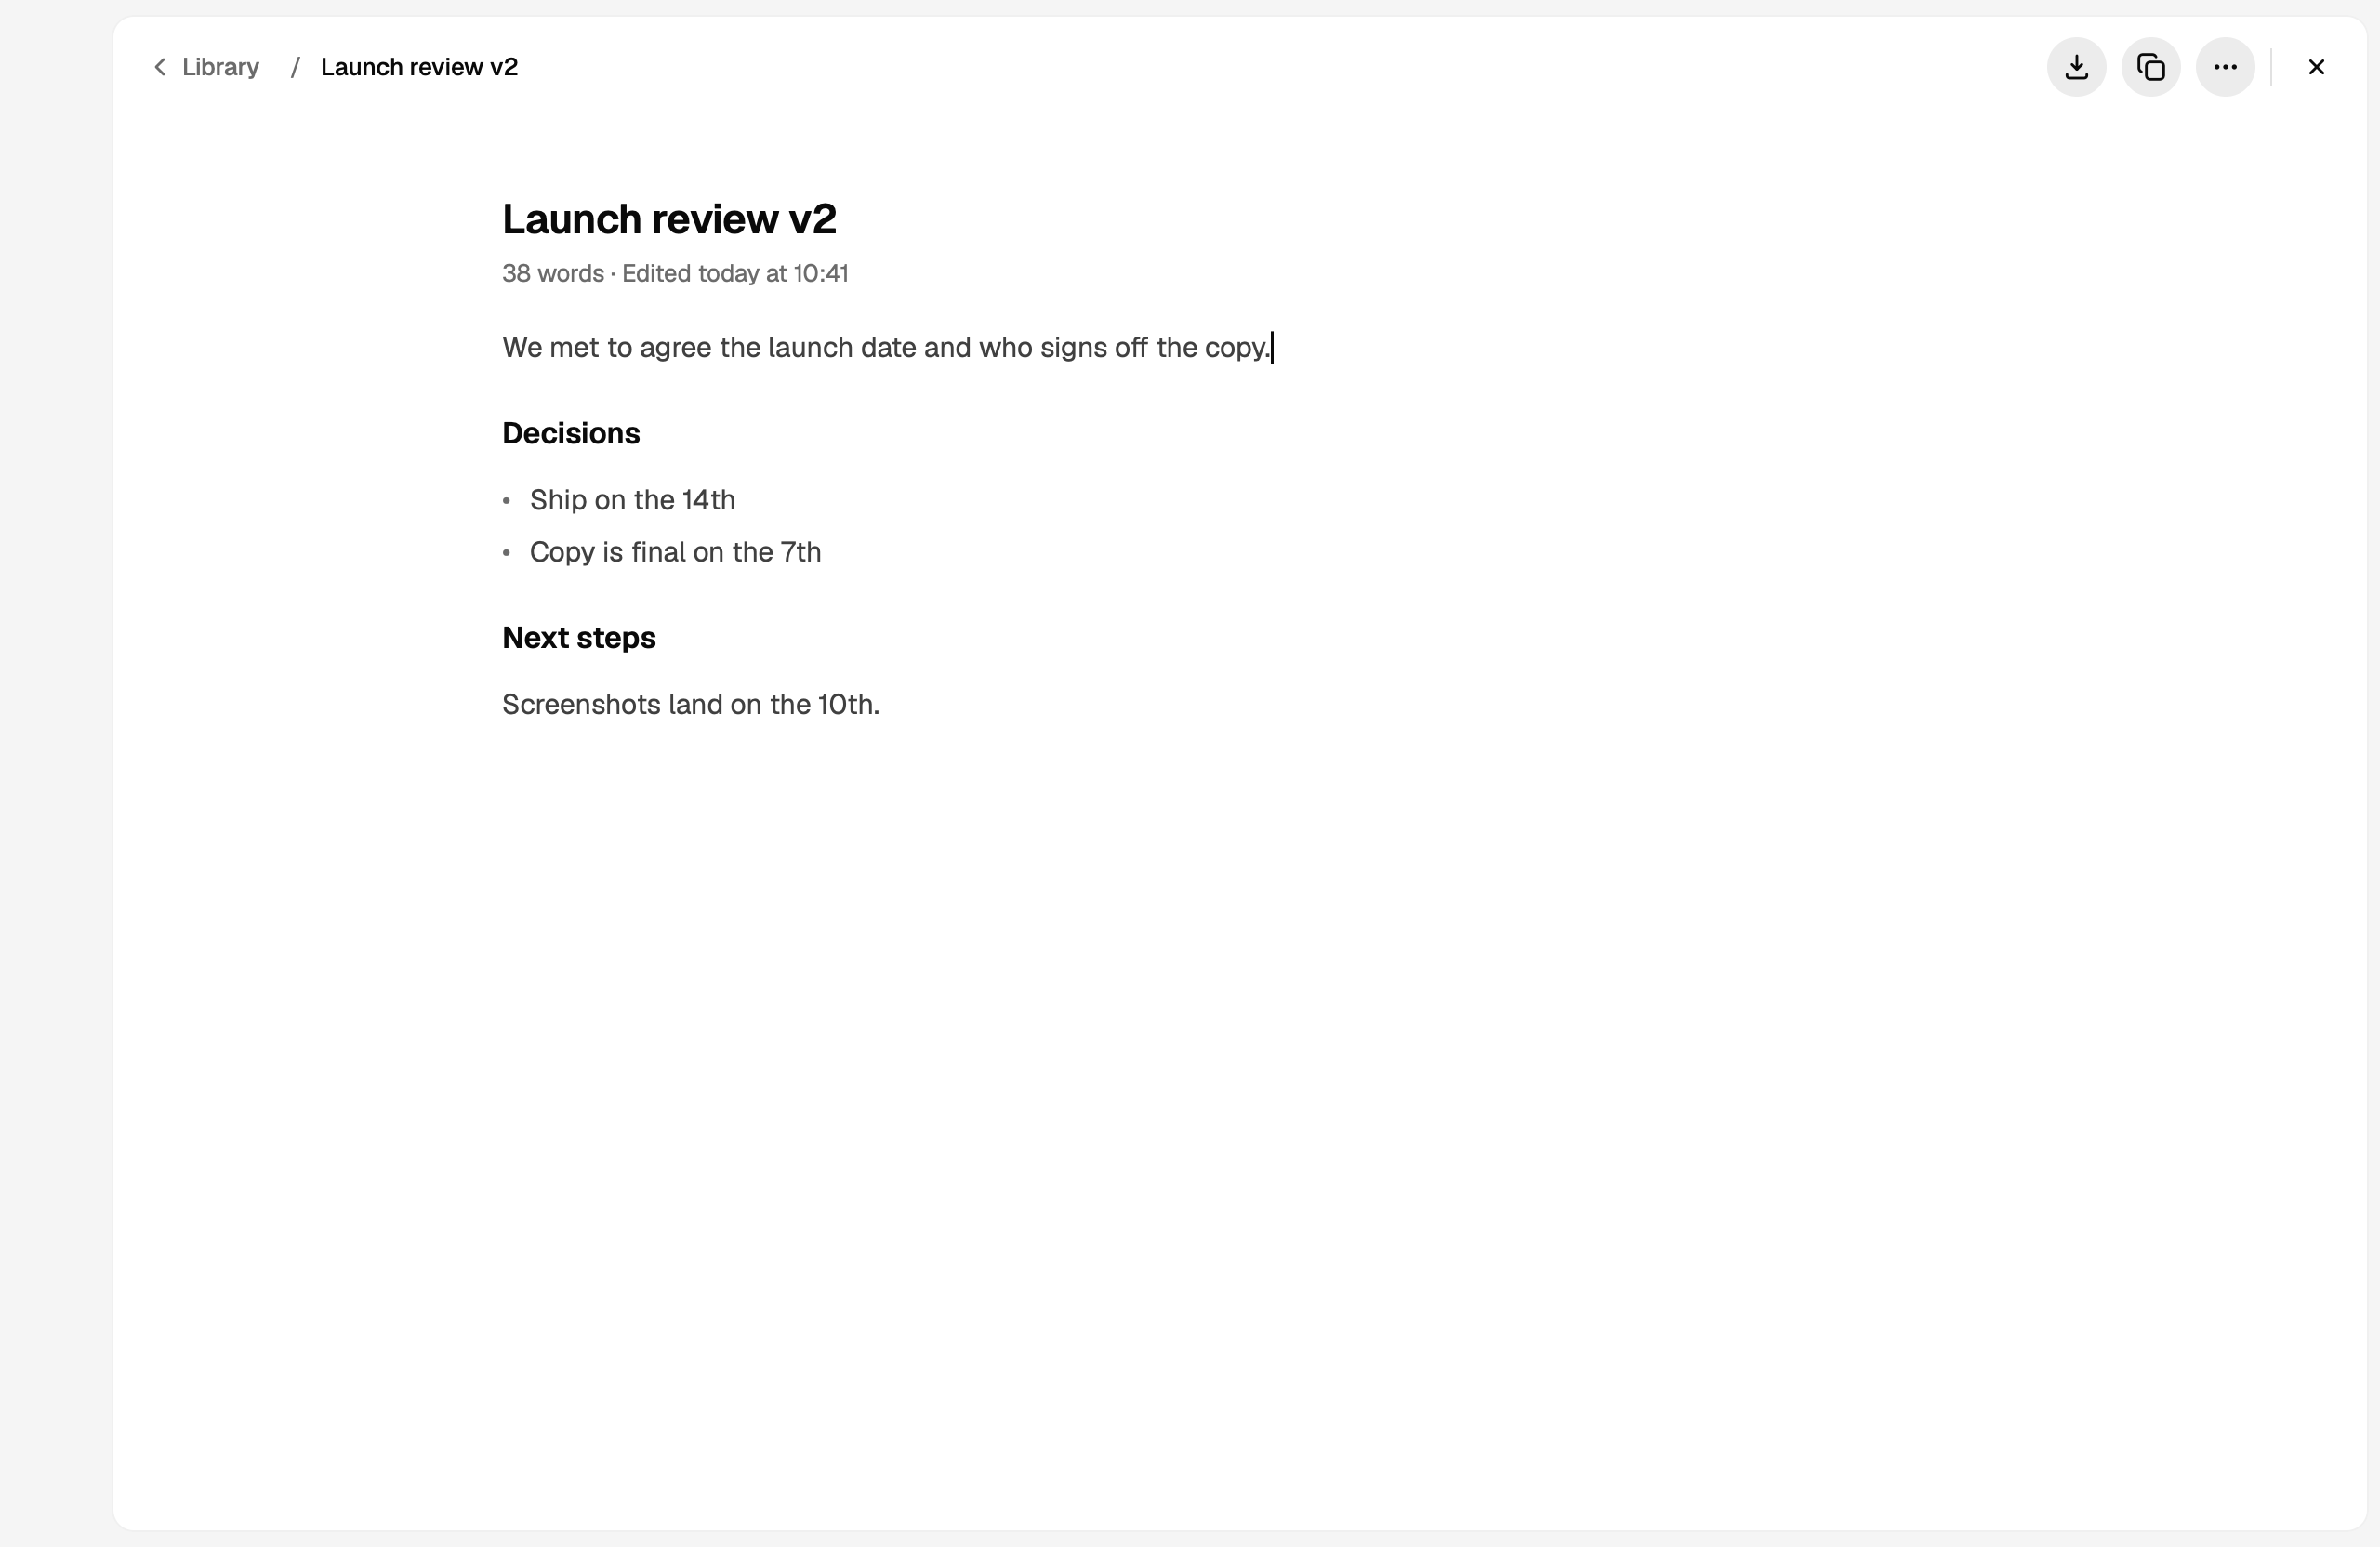 Library / Launch review v2
Launch review v2
38 words · Edited today at 10:41
We met to agree the launch date and who signs off the copy.
Decisions
• Ship on the 14th
• Copy is final on the 7th
Next steps
Screenshots land on the 10th.